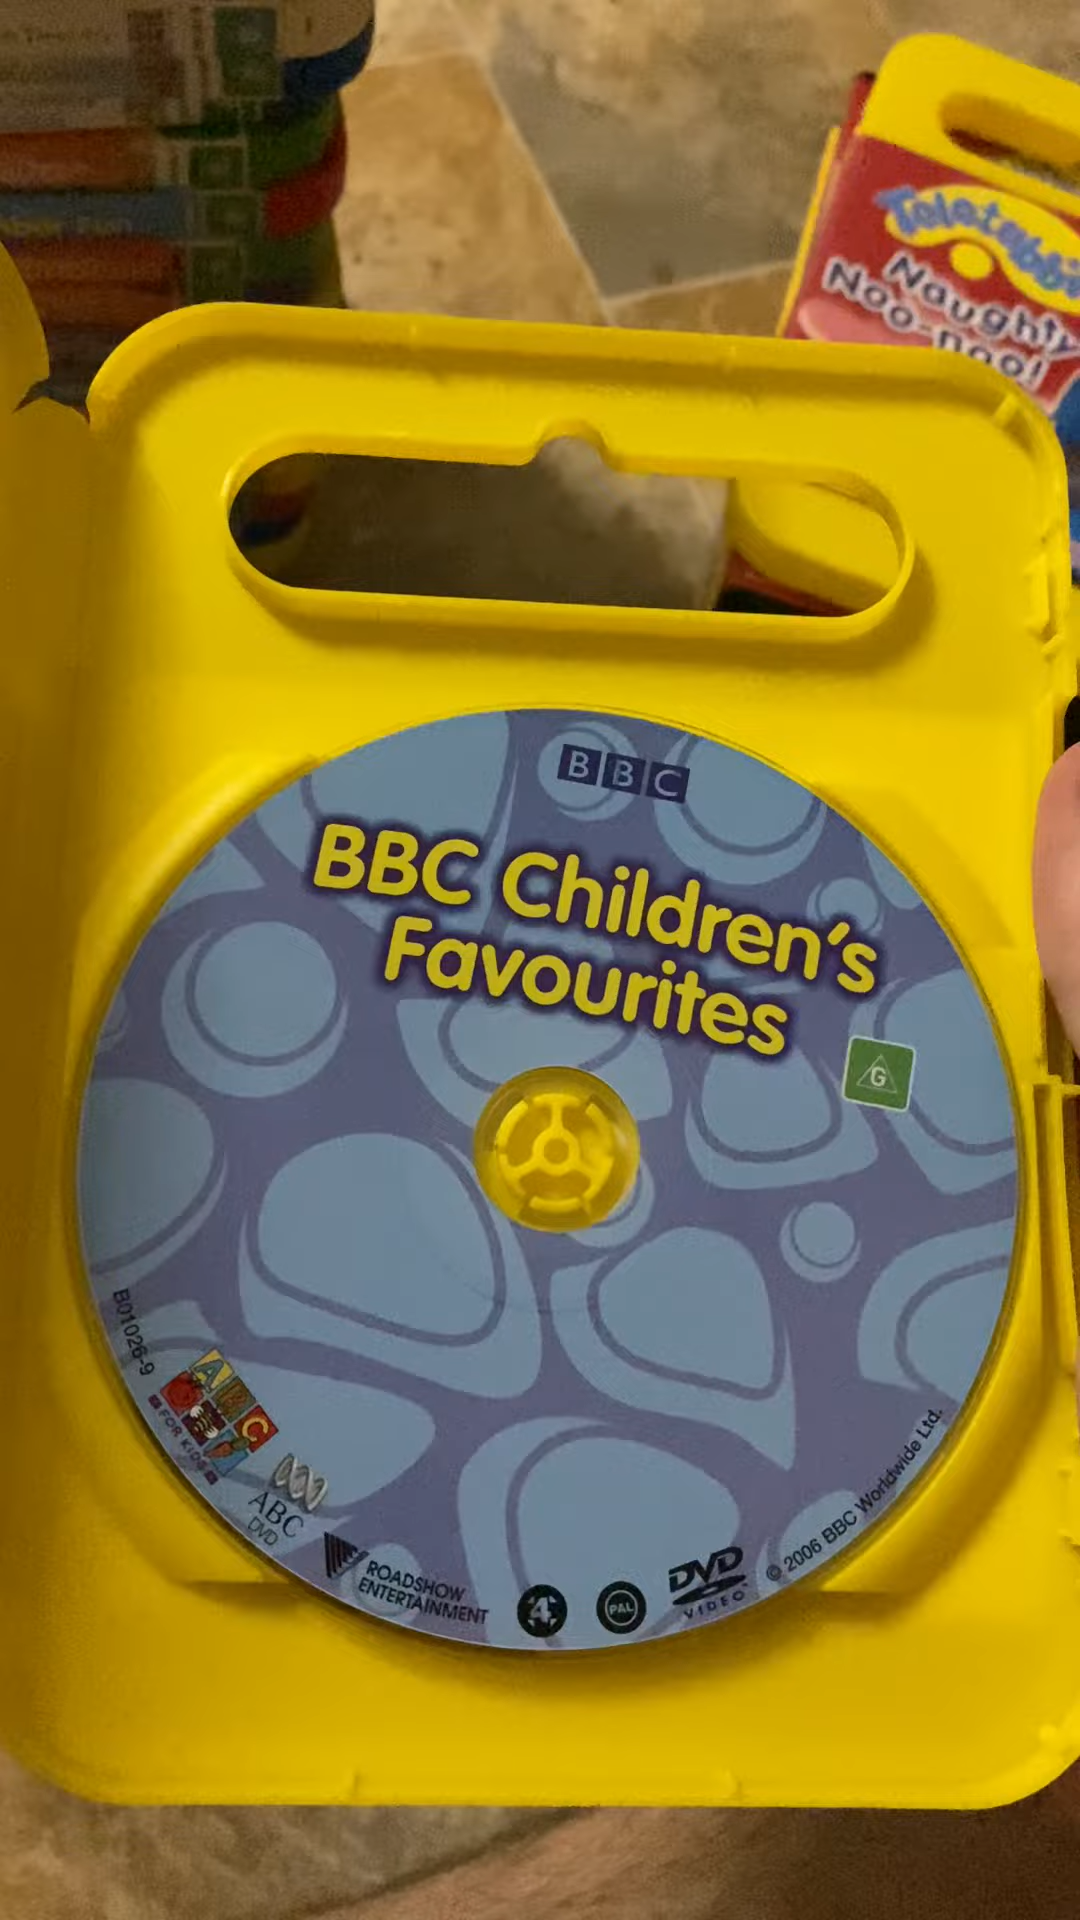 Teletubbies
Naughty
Noo-noo!
BBC
BBC Children's
Favourites
G
B01026-9
ABC
FOR KIDS
ABC
DVD
ROADSHOW
ENTERTAINMENT
4
PAL
DVD
VIDEO
© 2006 BBC Worldwide Ltd.